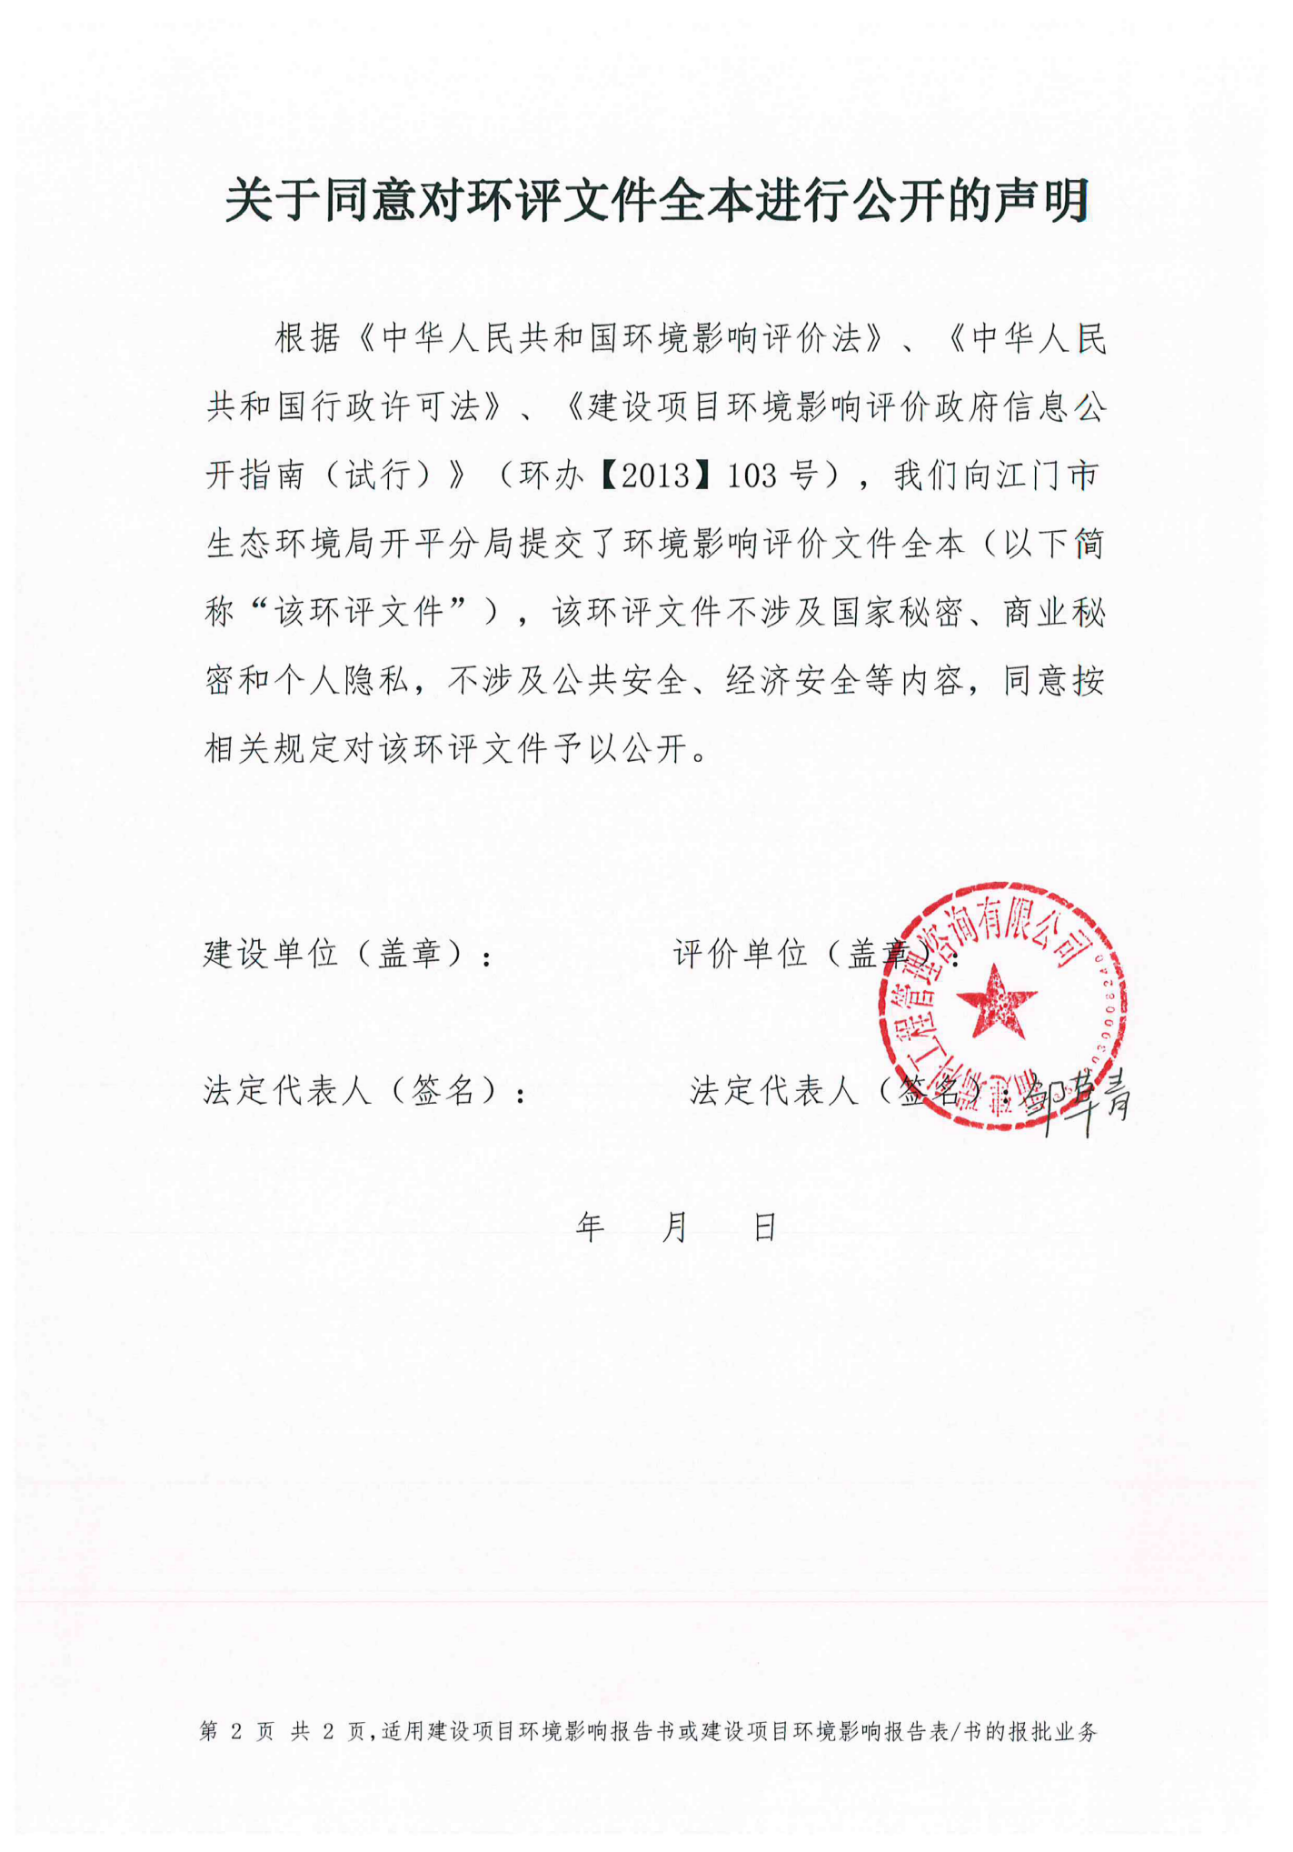 关于同意对环评文件全本进行公开的声明
根据《中华人民共和国环境影响评价法》、《中华人民
共和国行政许可法》、《建设项目环境影响评价政府信息公
开指南（试行）》（环办【2013】103 号），我们向江门市
生态环境局开平分局提交了环境影响评价文件全本（以下简
称“该环评文件”），该环评文件不涉及国家秘密、商业秘
密和个人隐私，不涉及公共安全、经济安全等内容，同意按
相关规定对该环评文件予以公开。
建设单位（盖章）： 评价单位（盖章）：
福建瑞科工程管理咨询有限公司
法定代表人（签名）： 法定代表人（签名）：
年 月 日
第 2 页 共 2 页,适用建设项目环境影响报告书或建设项目环境影响报告表/书的报批业务